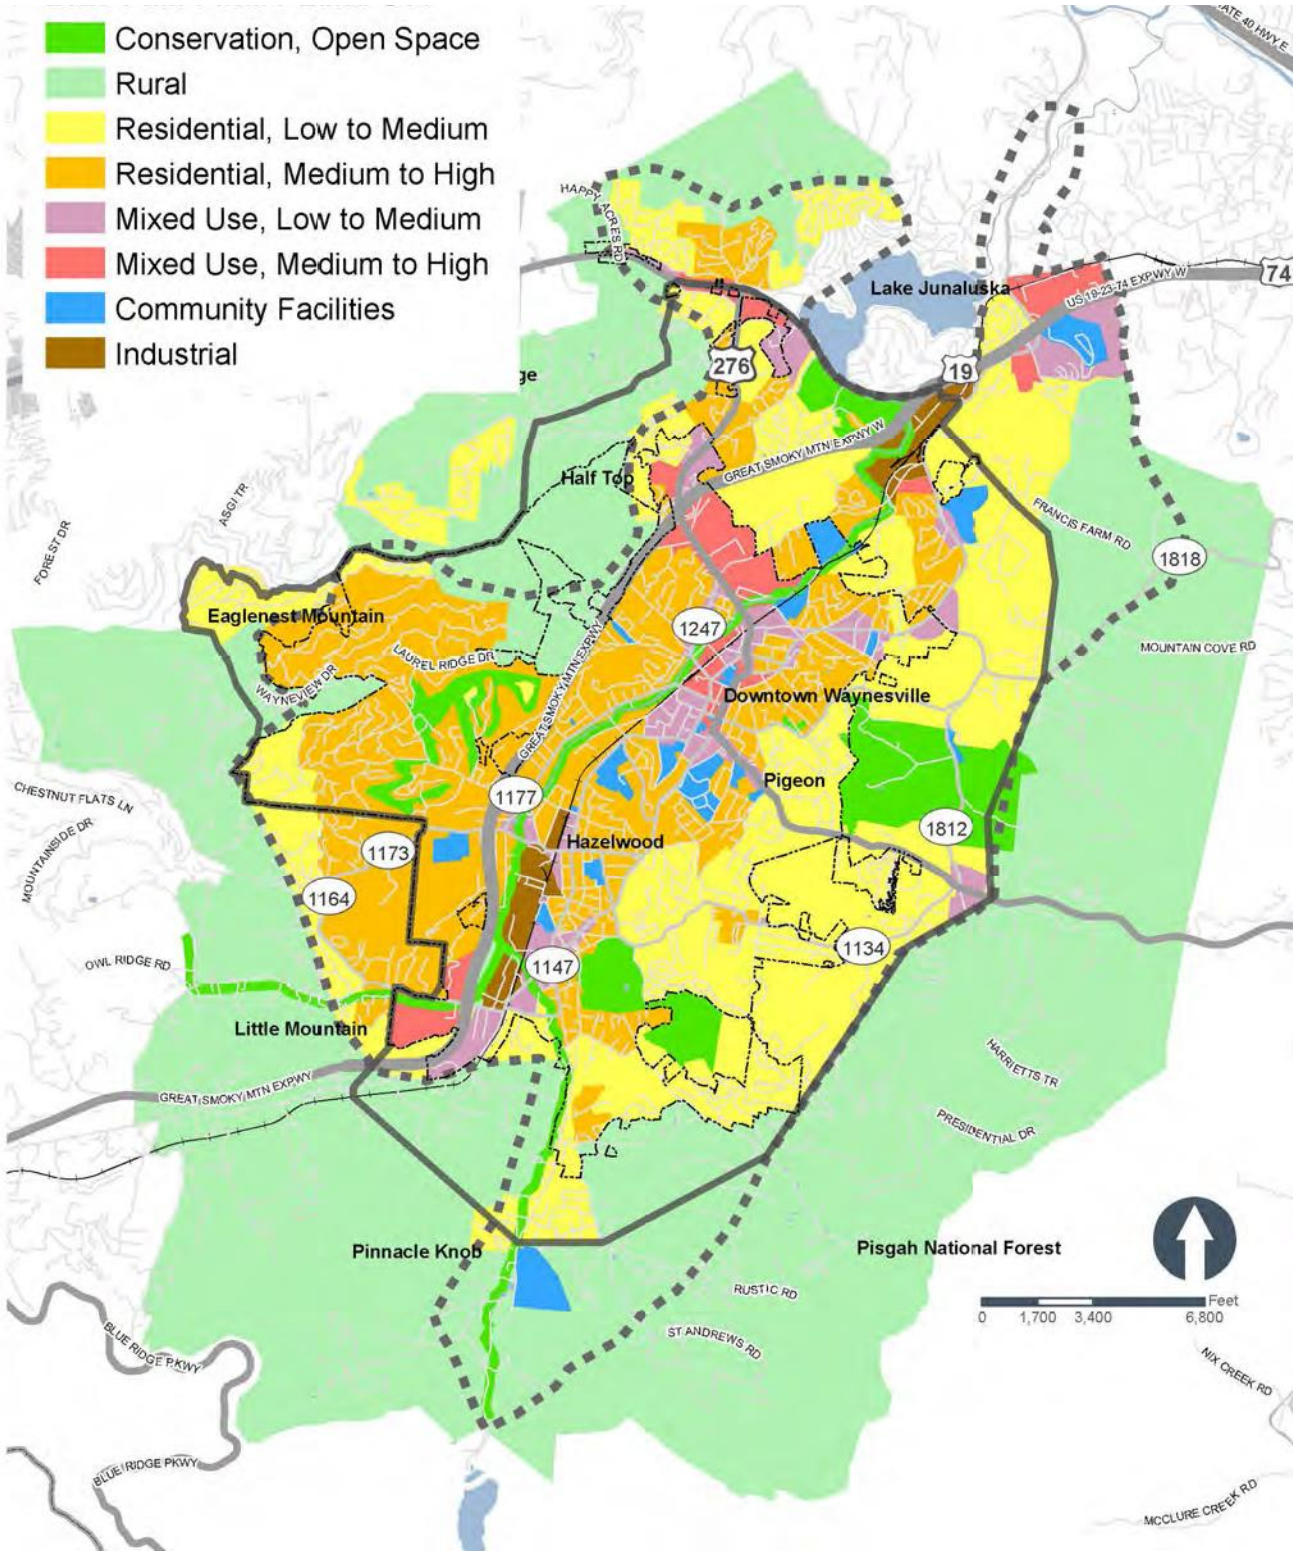 Conservation, Open Space
Rural
Residential, Low to Medium
Residential, Medium to High
Mixed Use, Low to Medium
Mixed Use, Medium to High
Community Facilities
Industrial
HAPPY ACRES RD
74
Lake Junaluska
US 19-23-74 EXPWY W
276
19
ge
GREAT SMOKY MTN EXPWY W
Half Top
ASGI TR
FOREST DR
FRANCIS FARM RD
1818
Eaglenest Mountain
1247
MOUNTAIN COVE RD
LAUREL RIDGE DR
WAYNEVIEW DR
GREAT SMOKY MTN EXPWY
Downtown Waynesville
Pigeon
CHESTNUT FLATS LN
MOUNTAINSIDE DR
1177
1812
1173
Hazelwood
1164
1134
1147
OWL RIDGE RD
Little Mountain
HARRIETTS TR
GREAT SMOKY MTN EXPWY
PRESIDENTIAL DR
Pinnacle Knob
Pisgah National Forest
RUSTIC RD
Feet
0 1,700 3,400 6,800
ST ANDREWS RD
BLUE RIDGE PKWY
NIX CREEK RD
BLUE RIDGE PKWY
MCCLURE CREEK RD